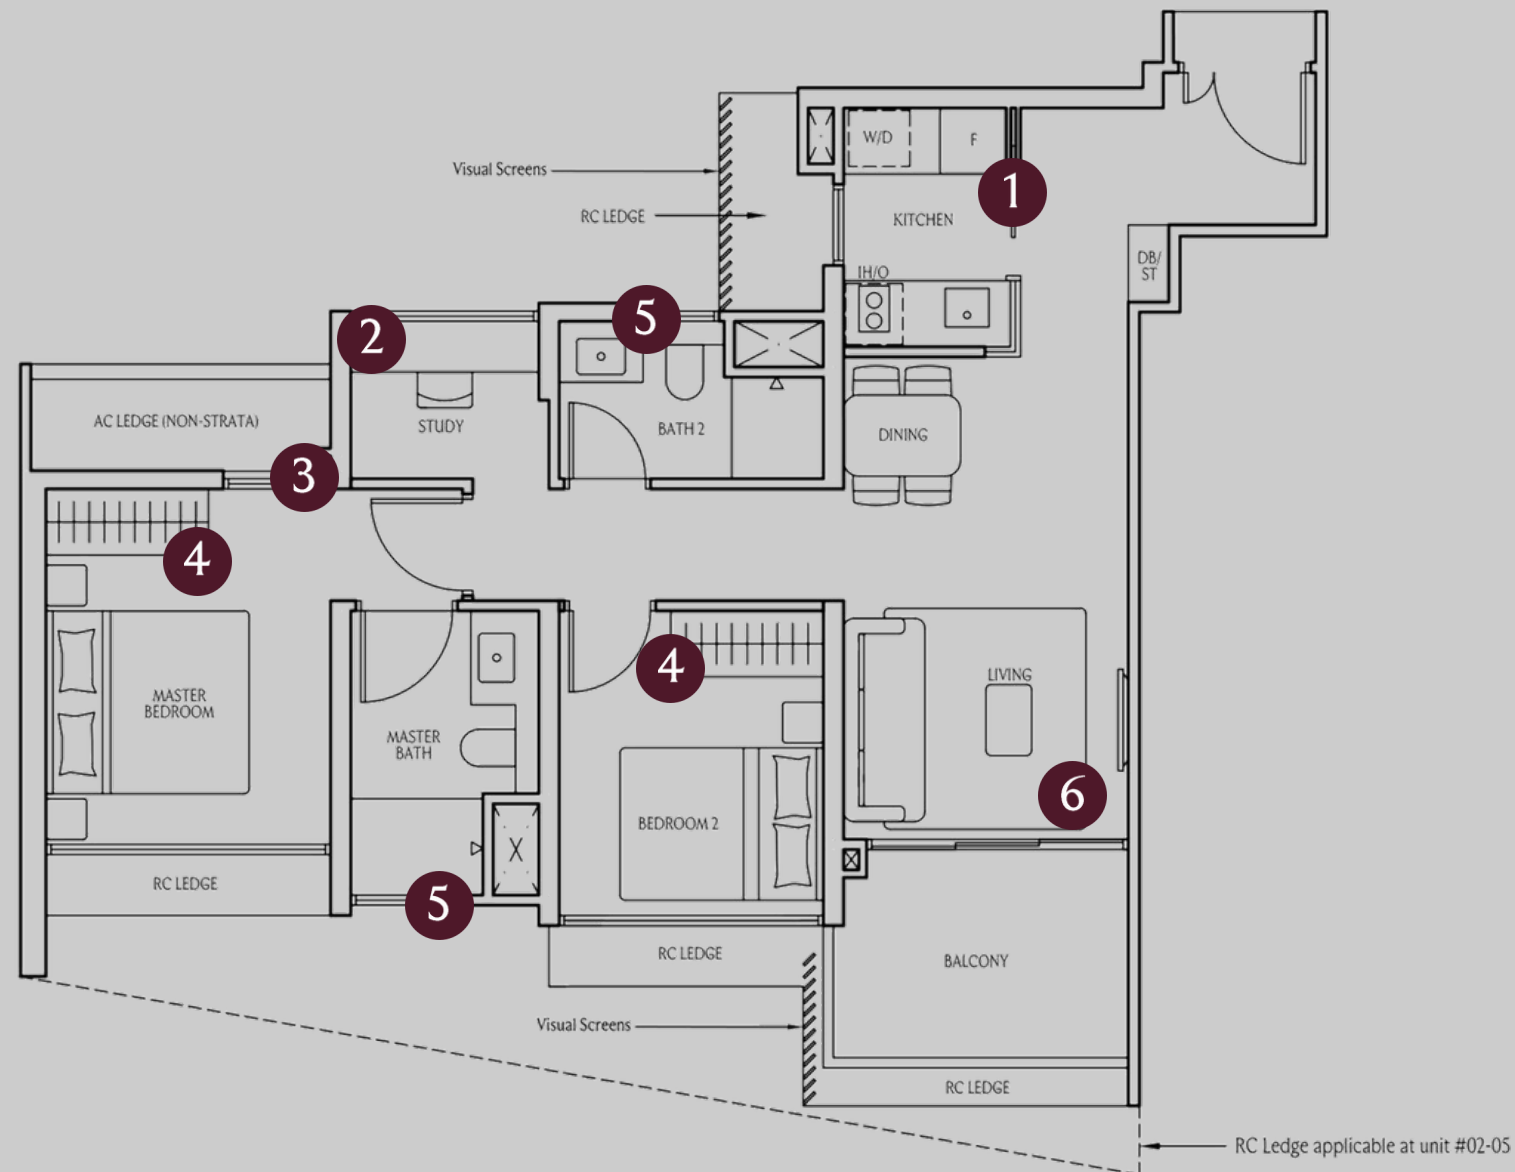 W/D
F
1
Visual Screens
RC LEDGE
KITCHEN
DB/
ST
IH/O
2
5
AC LEDGE (NON-STRATA)
STUDY
BATH 2
DINING
3
4
4
MASTER
BEDROOM
MASTER
BATH
LIVING
6
BEDROOM 2
RC LEDGE
5
RC LEDGE
BALCONY
Visual Screens
RC LEDGE
RC Ledge applicable at unit #02-05